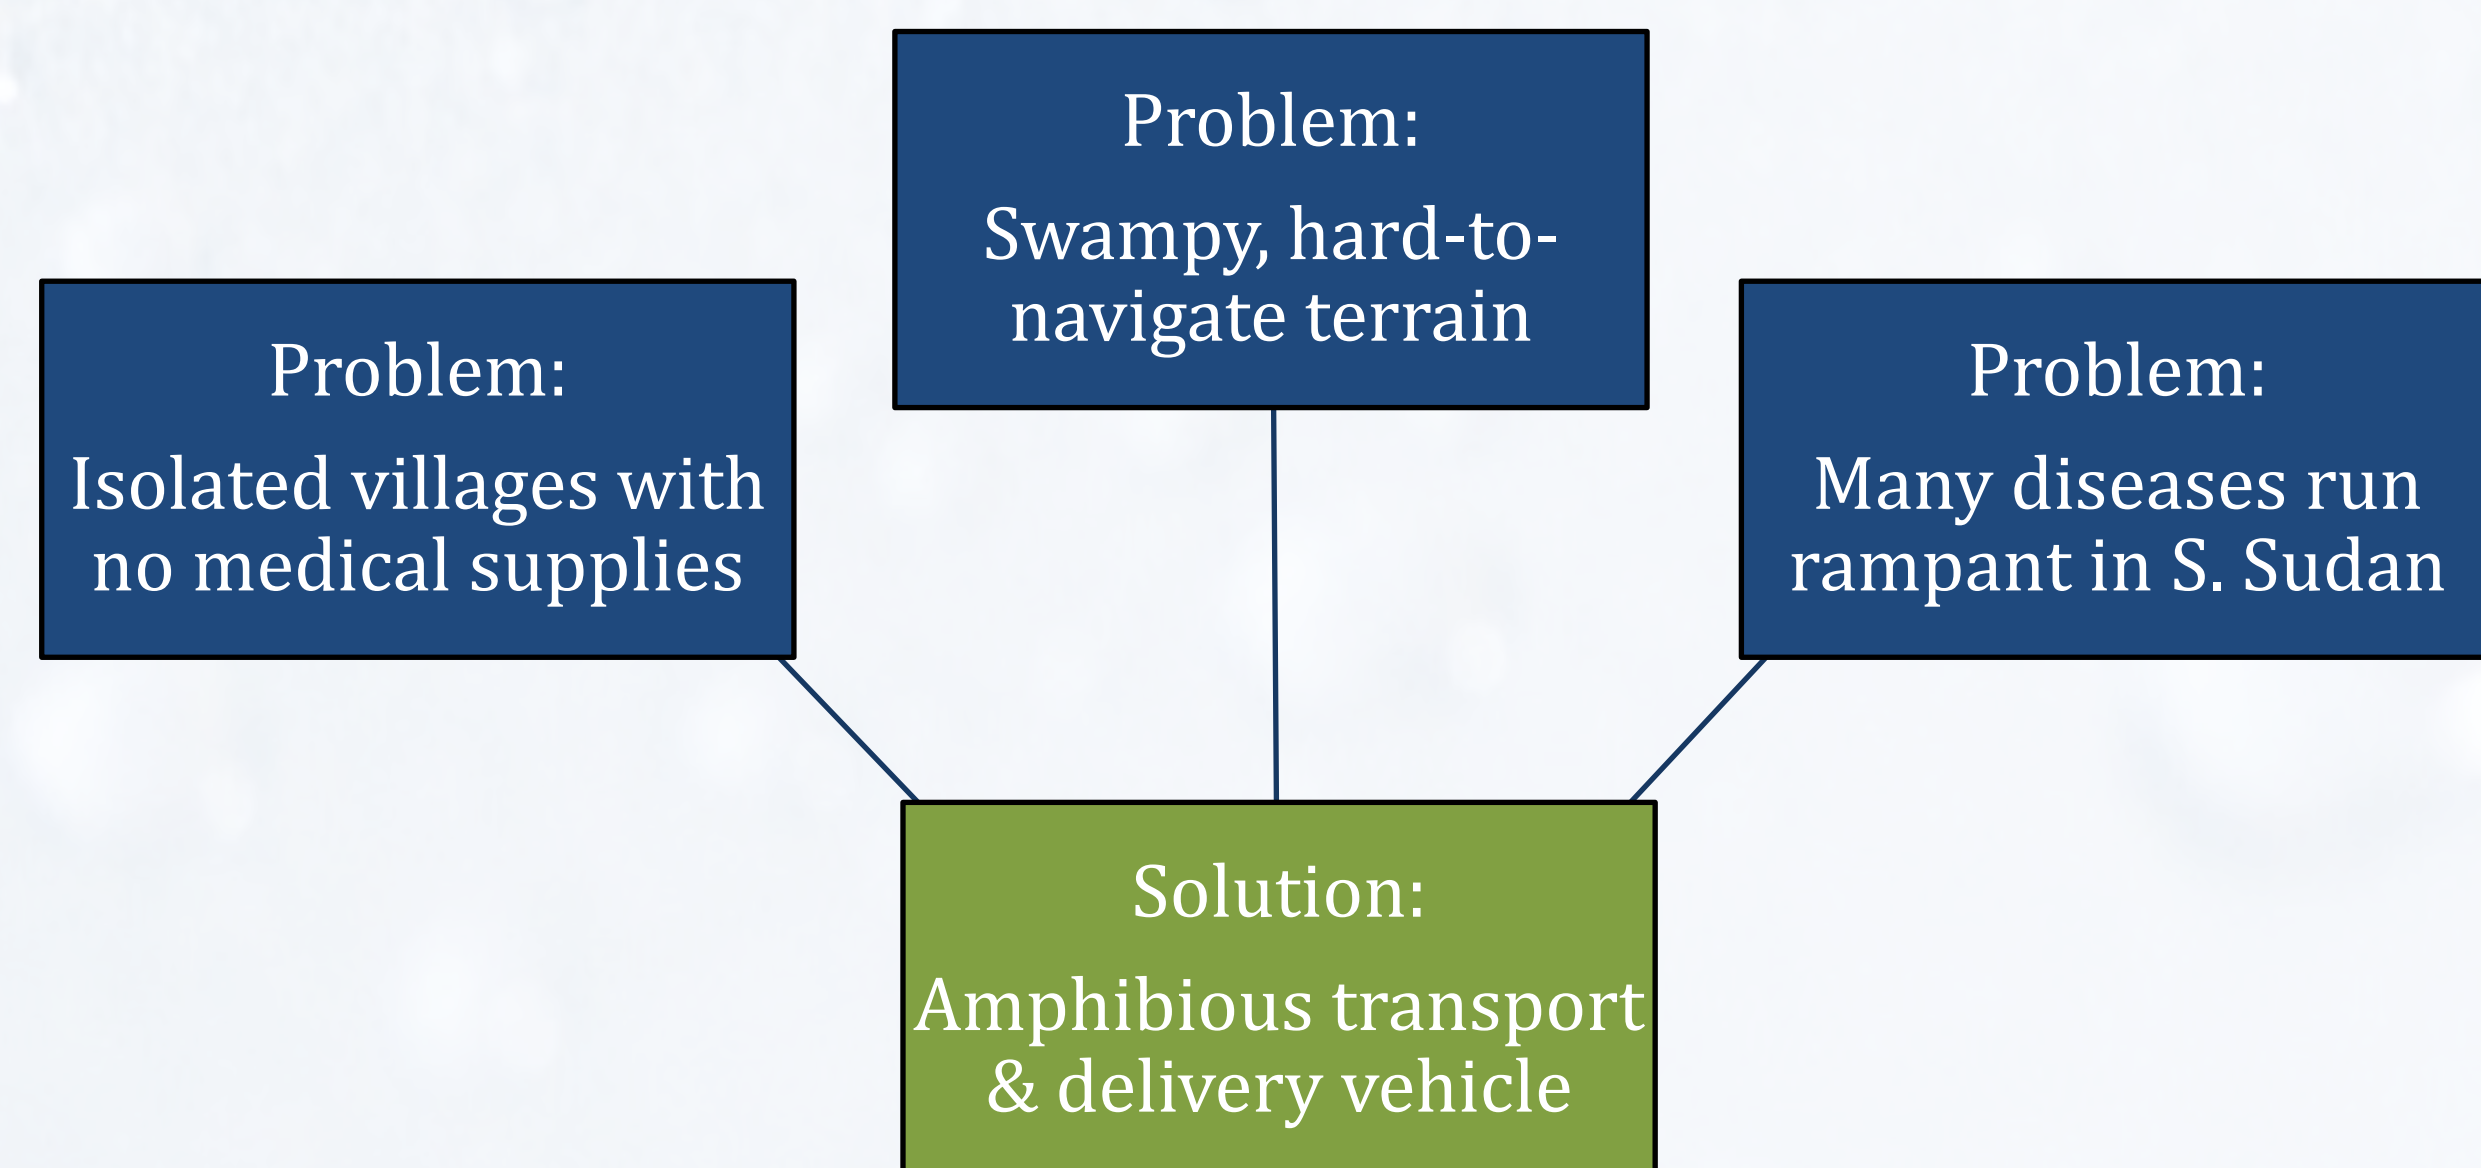 Problem:
Swampy, hard-to-
navigate terrain
Problem:
Isolated villages with
no medical supplies
Problem:
Many diseases run
rampant in S. Sudan
Solution:
Amphibious transport
& delivery vehicle